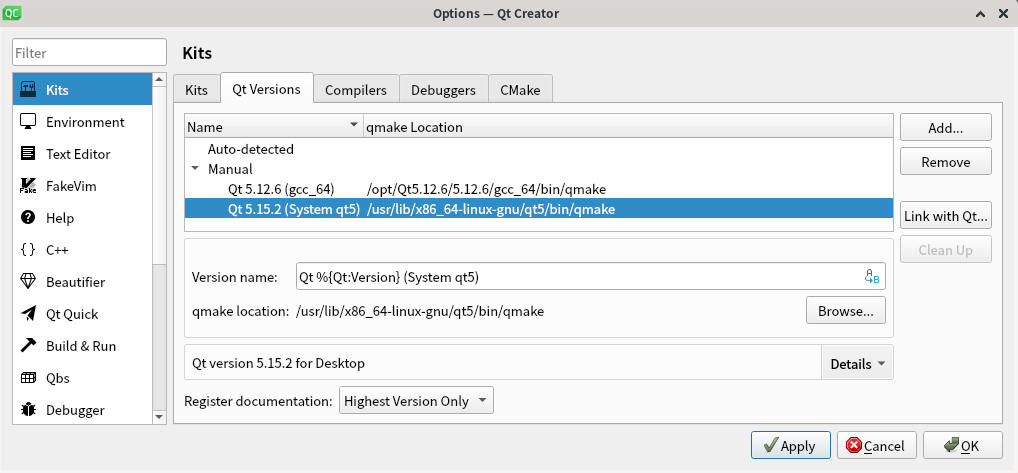 QC
Options — Qt Creator
Filter
Kits
Environment
Text Editor
FakeVim
Help
C++
Beautifier
Qt Quick
Build & Run
Qbs
Debugger
Kits
Kits Qt Versions Compilers Debuggers CMake
Name qmake Location
Auto-detected
Manual
Qt 5.12.6 (gcc_64) /opt/Qt5.12.6/5.12.6/gcc_64/bin/qmake
Qt 5.15.2 (System qt5) /usr/lib/x86_64-linux-gnu/qt5/bin/qmake
Add...
Remove
Link with Qt...
Clean Up
Version name: Qt %{Qt:Version} (System qt5)
qmake location: /usr/lib/x86_64-linux-gnu/qt5/bin/qmake Browse...
Qt version 5.15.2 for Desktop Details
Register documentation: Highest Version Only
Apply Cancel OK